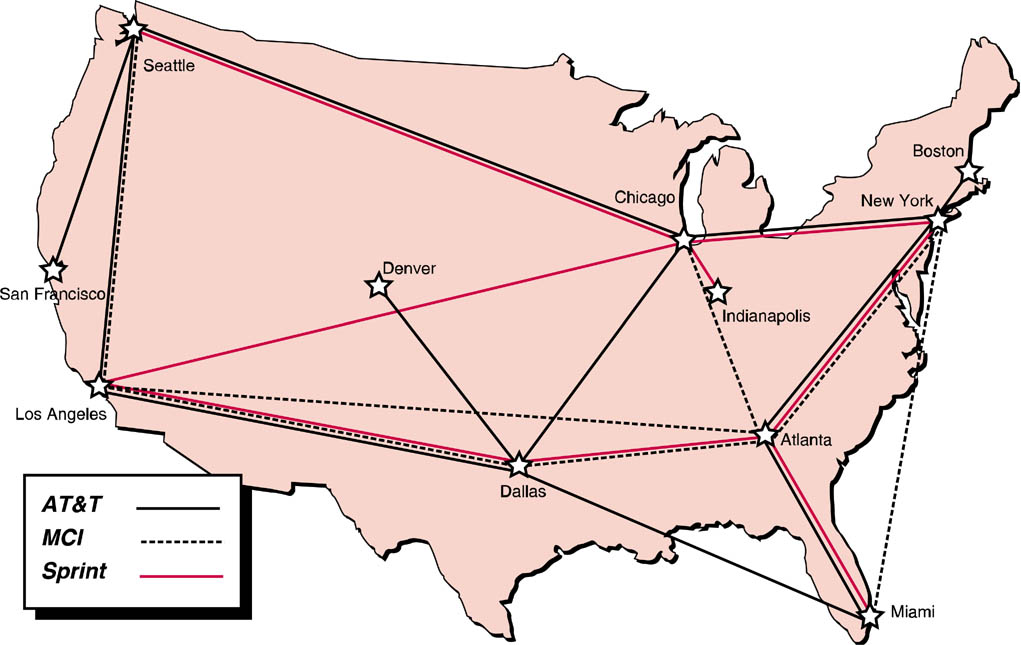 Seattle
Boston
Chicago
New York
Denver
San Francisco
Indianapolis
Los Angeles
Atlanta
Dallas
AT&T
MCI
Sprint
Miami